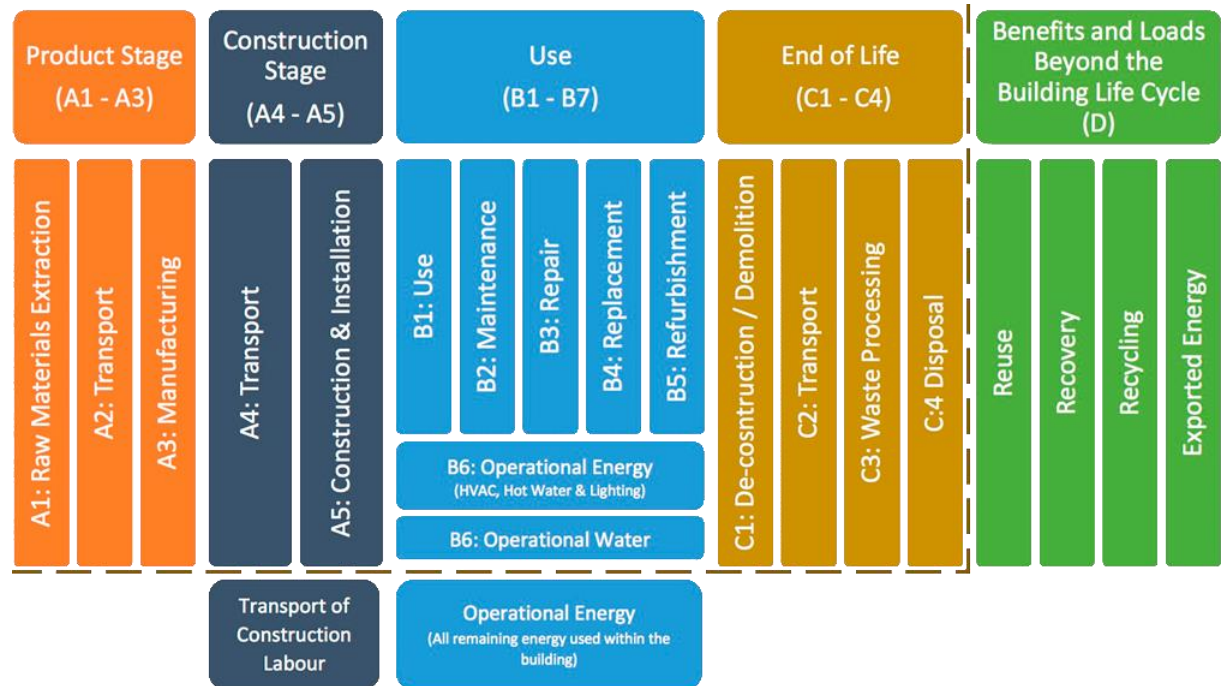 Product Stage
(A1 - A3)
Construction
Stage
(A4 - A5)
Use
(B1 - B7)
End of Life
(C1 - C4)
Benefits and Loads
Beyond the
Building Life Cycle
(D)
A1: Raw Materials Extraction
A2: Transport
A3: Manufacturing
A4: Transport
A5: Construction & Installation
B1: Use
B2: Maintenance
B3: Repair
B4: Replacement
B5: Refurbishment
B6: Operational Energy
(HVAC, Hot Water & Lighting)
B6: Operational Water
C1: De-cosntruction / Demolition
C2: Transport
C3: Waste Processing
C:4 Disposal
Reuse
Recovery
Recycling
Exported Energy
Transport of
Construction
Labour
Operational Energy
(All remaining energy used within the
building)